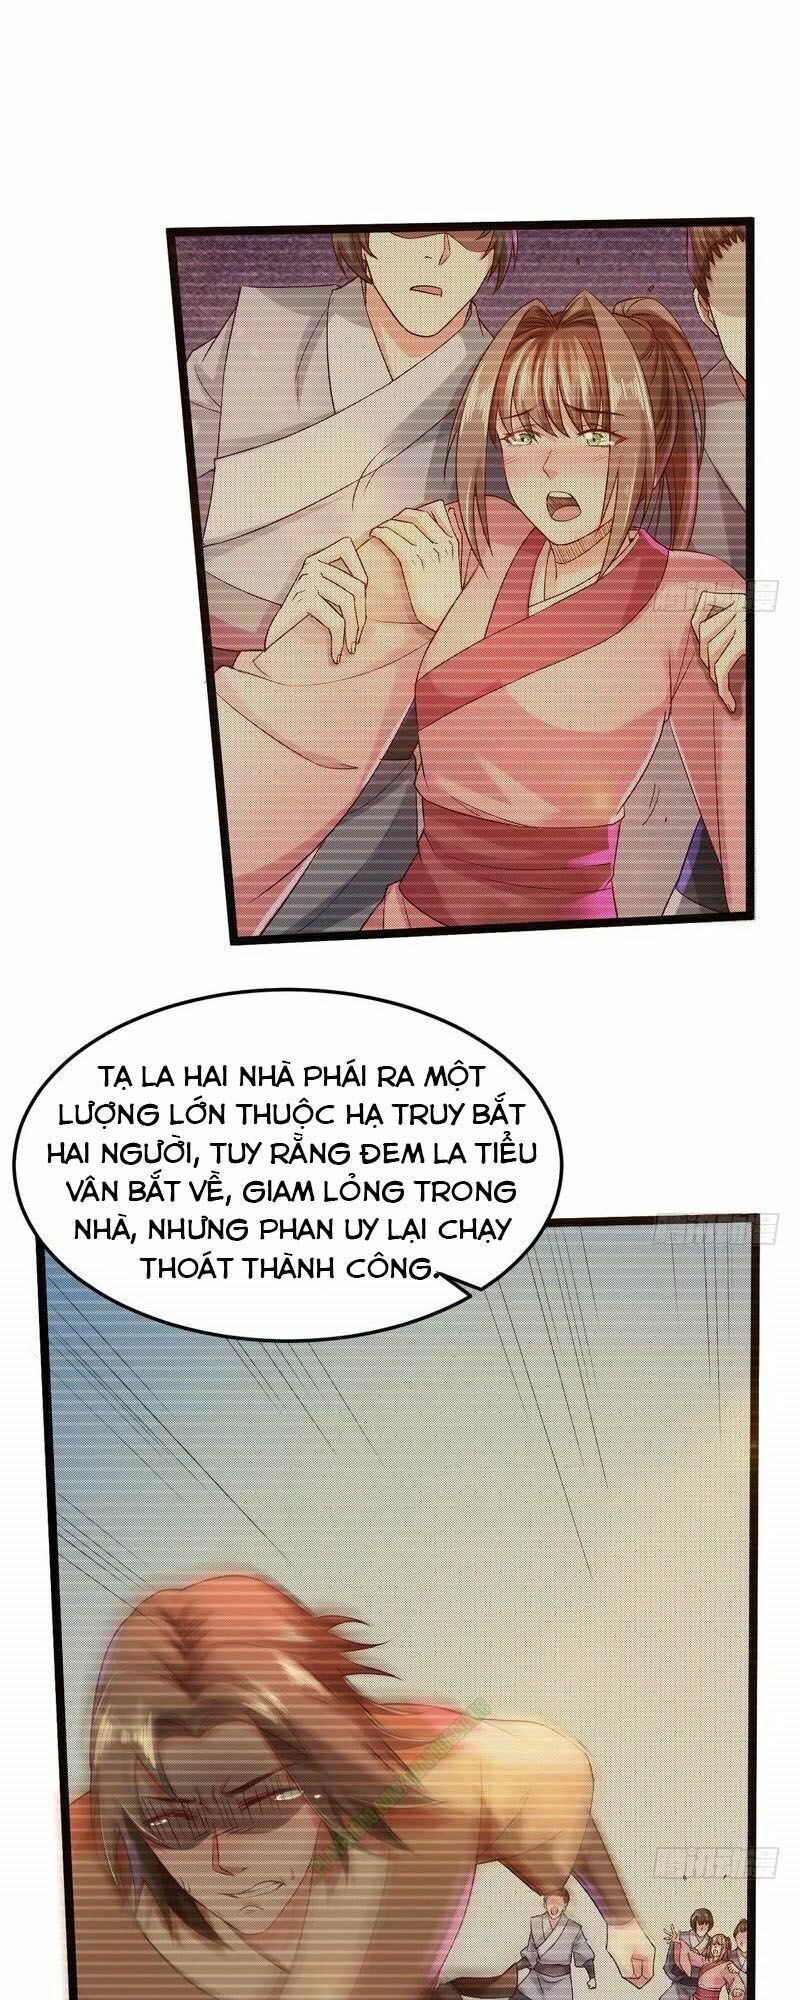 TẠ LA HAI NHÀ PHÁI RA MỘT
LƯỢNG LỚN THUỘC HẠ TRUY BẮT
HAI NGƯỜI, TUY RẰNG ĐEM LA TIỂU
VÂN BẮT VỀ, GIAM LỎNG TRONG
NHÀ, NHƯNG PHAN UY LẠI CHẠY
THOÁT THÀNH CÔNG.